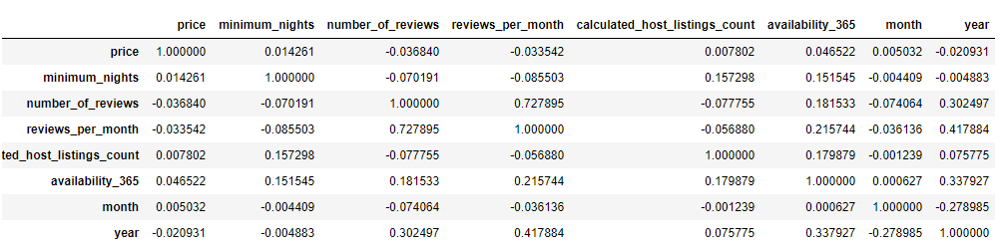 price minimum_nights number_of_reviews reviews_per_month calculated_host_listings_count availability_365 month year
price 1.000000 0.014261 -0.036840 -0.033542 0.007802 0.046522 0.005032 -0.020931
minimum_nights 0.014261 1.000000 -0.070191 -0.085503 0.157298 0.151545 -0.004409 -0.004883
number_of_reviews -0.036840 -0.070191 1.000000 0.727895 -0.077755 0.181533 -0.074064 0.302497
reviews_per_month -0.033542 -0.085503 0.727895 1.000000 -0.056880 0.215744 -0.036136 0.417884
ted_host_listings_count 0.007802 0.157298 -0.077755 -0.056880 1.000000 0.179879 -0.001239 0.075775
availability_365 0.046522 0.151545 0.181533 0.215744 0.179879 1.000000 0.000627 0.337927
month 0.005032 -0.004409 -0.074064 -0.036136 -0.001239 0.000627 1.000000 -0.278985
year -0.020931 -0.004883 0.302497 0.417884 0.075775 0.337927 -0.278985 1.000000